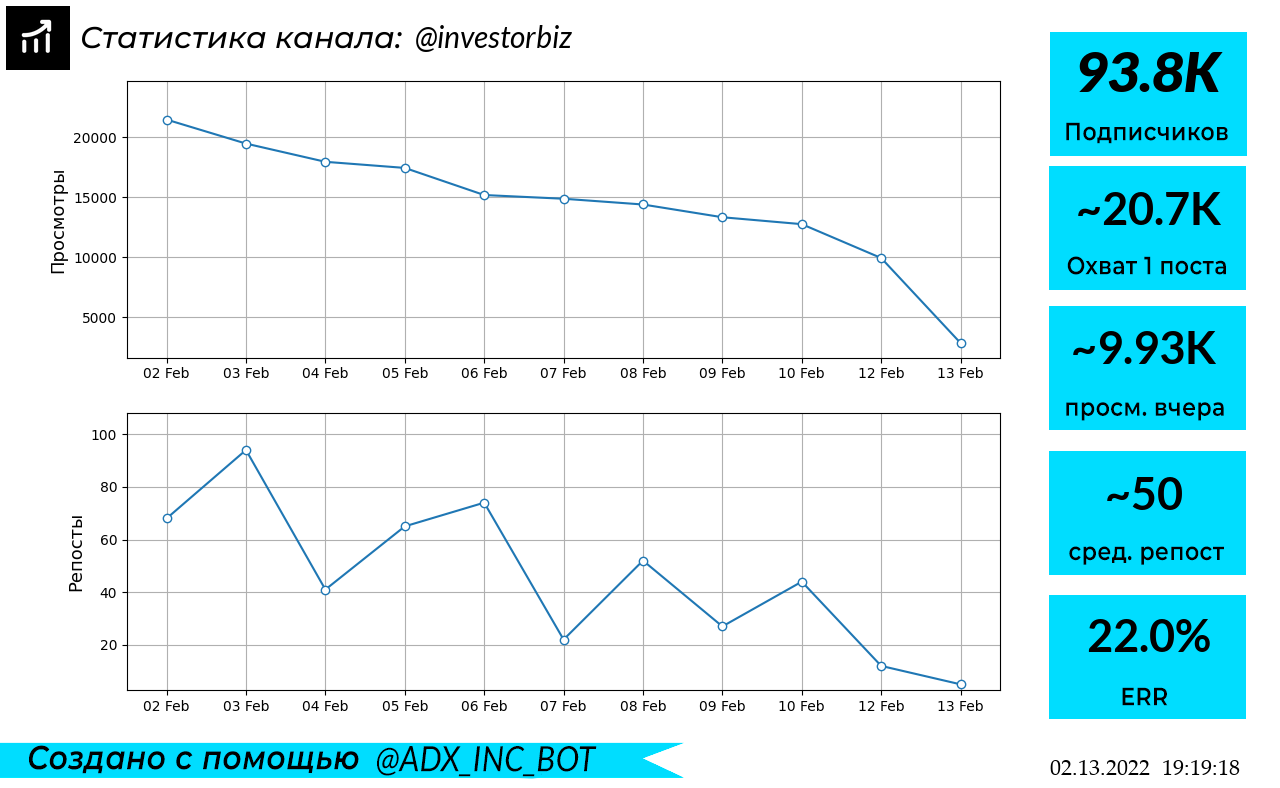 Статистика канала: @investorbiz
Просмотры
20000
15000
10000
5000
02 Feb 03 Feb 04 Feb 05 Feb 06 Feb 07 Feb 08 Feb 09 Feb 10 Feb 12 Feb 13 Feb
Репосты
100
80
60
40
20
02 Feb 03 Feb 04 Feb 05 Feb 06 Feb 07 Feb 08 Feb 09 Feb 10 Feb 12 Feb 13 Feb
93.8K
Подписчиков
~20.7K
Охват 1 поста
~9.93K
просм. вчера
~50
сред. репост
22.0%
ERR
Создано с помощью @ADX_INC_BOT
02.13.2022 19:19:18